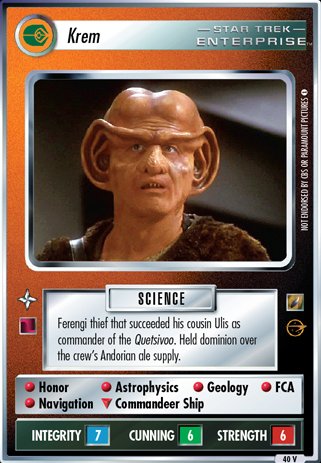 Krem
STAR TREK
ENTERPRISE™
NOT ENDORSED BY CBS OR PARAMOUNT PICTURES
SCIENCE
Ferengi thief that succeeded his cousin Ulis as
commander of the Quetsivoo. Held dominion over
the crew's Andorian ale supply.
Honor Astrophysics Geology FCA
Navigation Commandeer Ship
INTEGRITY 7 CUNNING 6 STRENGTH 6
40 V